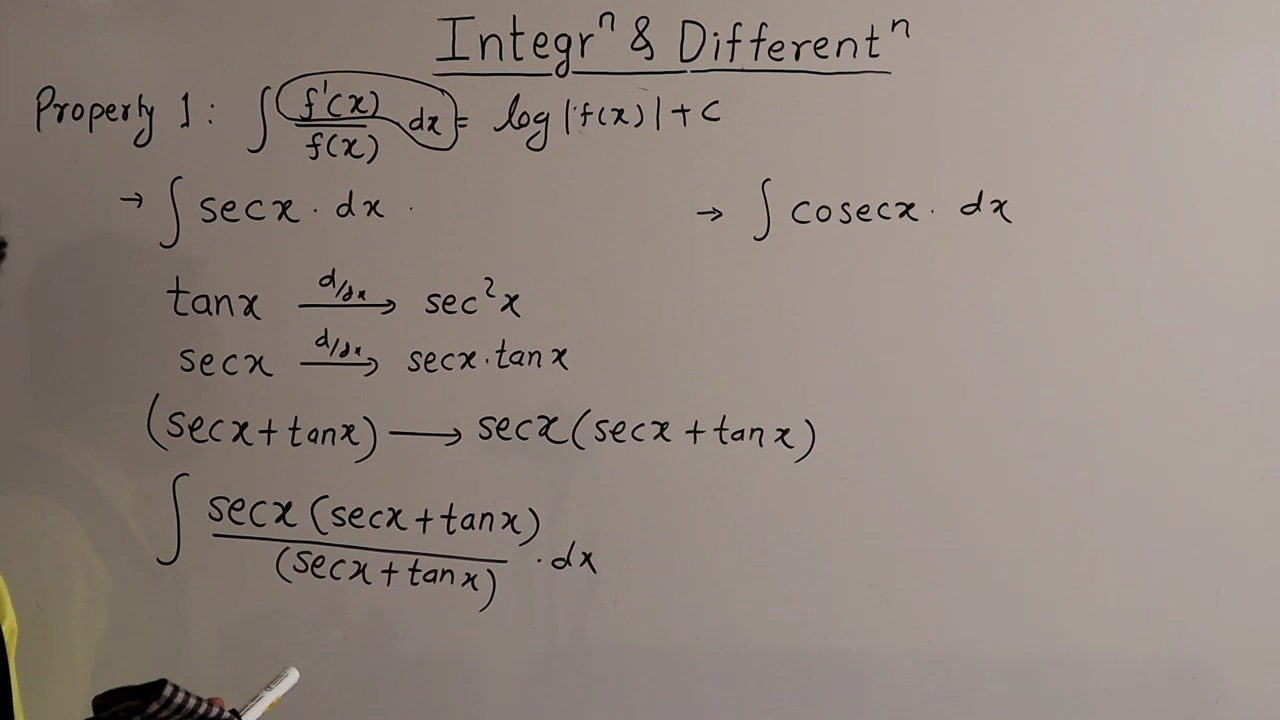 Integrⁿ & Differentⁿ
Property 1 : ∫ f'(x)/f(x) dx = log |f(x)| + C
→ ∫ secx . dx .
→ ∫ cosecx . dx
tanx —d/dx→ sec²x
secx —d/dx→ secx.tanx
(secx+tanx) ⟶ secx(secx+tanx)
∫ secx (secx+tanx)/(secx+tanx) . dx